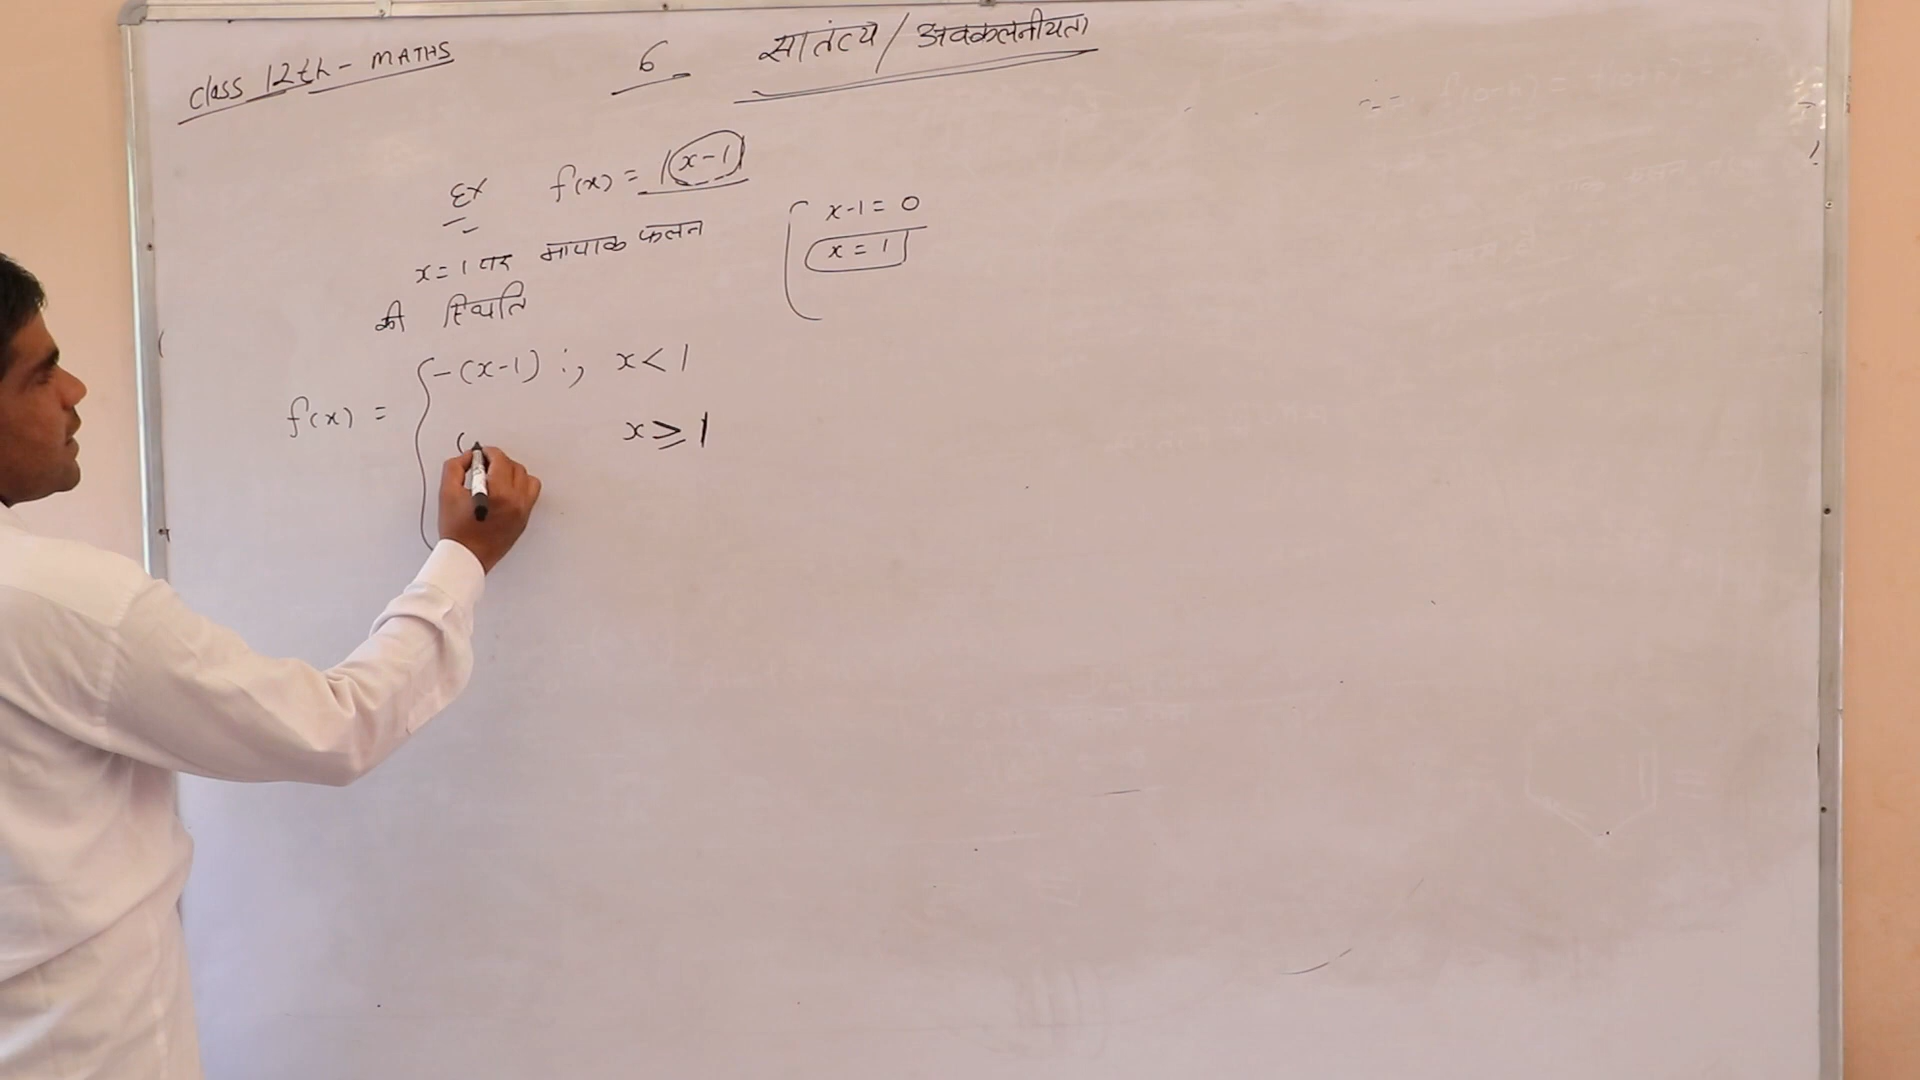 class 12th - MATHS
6
सातंत्य / अवकलनीयता
Ex f(x) = |x-1|
x = 1 पर मापांक फलन
की स्थिति
x-1 = 0
x = 1
f(x) =
-(x-1) ;, x < 1
( x ≥ 1